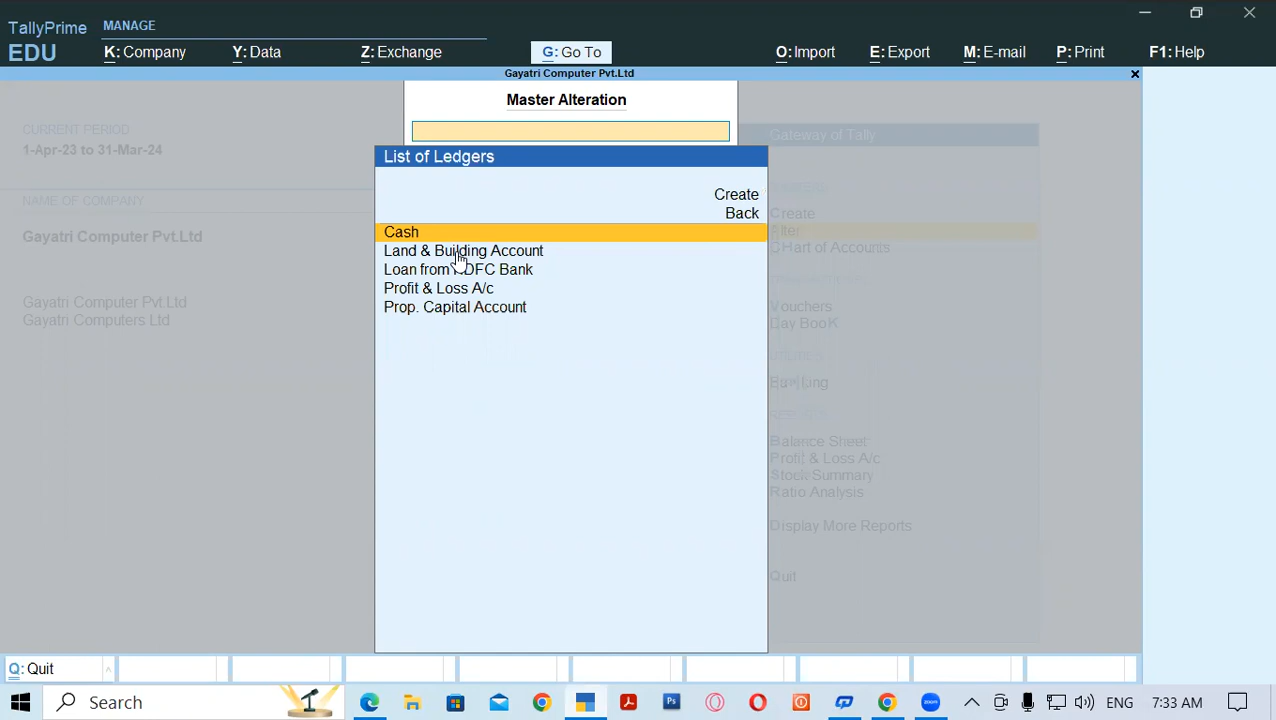 TallyPrime
EDU
MANAGE
K: Company
Y: Data
Z: Exchange
G: Go To
O: Import
E: Export
M: E-mail
P: Print
F1: Help
Gayatri Computer Pvt.Ltd
Master Alteration
CURRENT PERIOD
1-Apr-23 to 31-Mar-24
NAME OF COMPANY
Gayatri Computer Pvt.Ltd
Gayatri Computer Pvt.Ltd
Gayatri Computers Ltd
List of Ledgers
Create
Back
Cash
Land & Building Account
Loan from HDFC Bank
Profit & Loss A/c
Prop. Capital Account
Gateway of Tally
Create
Alter
CHart of Accounts
Vouchers
Day BooK
Profit & Loss A/c
Balance Sheet
Stock Summary
Ratio Analysis
Display More Reports
Quit
Q: Quit
Search
ENG
7:33 AM